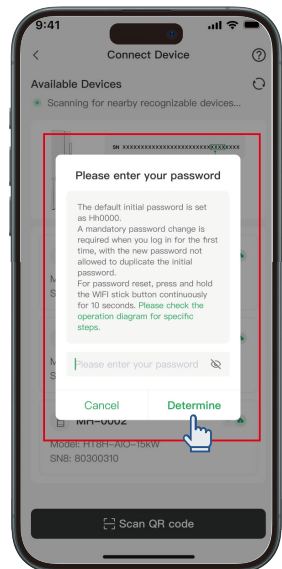 9:41
Connect Device
Available Devices
Scanning for nearby recognizable devices...
SN XXXXXXXXXXXXXXXXXXXXXXXXXXXXXXXX
Please enter your password
The default initial password is set
as Hh0000.
A mandatory password change is
required when you log in for the first
time, with the new password not
allowed to duplicate the initial
password.
For password reset, press and hold
the WIFI stick button continuously
for 10 seconds. Please check the
operation diagram for specific
steps.
Please enter your password
Cancel
Determine
MH-0002
Model: HT8H-AIO-15kW
SN8: 80300310
Scan QR code